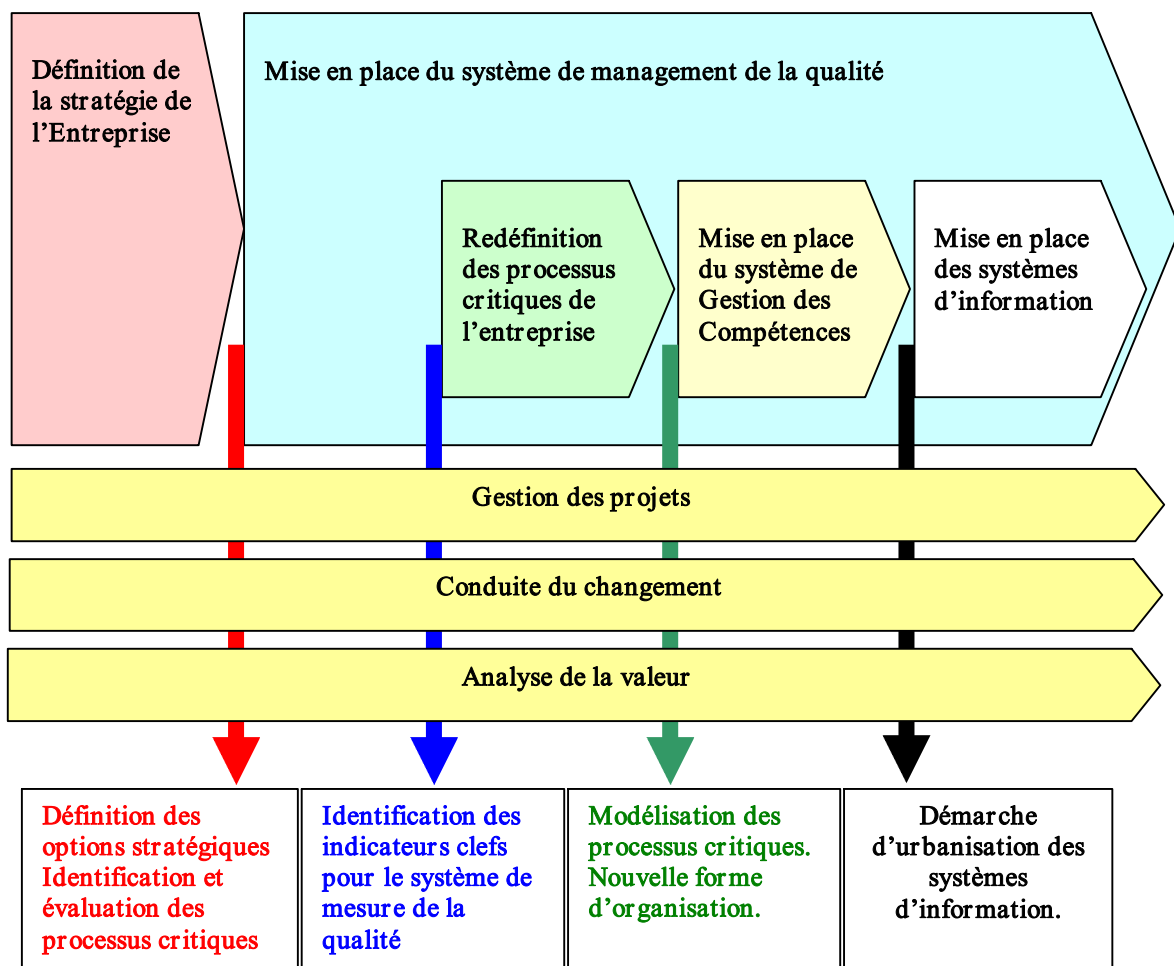 Définition de
la stratégie de
l’Entreprise
Mise en place du système de management de la qualité
Redéfinition
des processus
critiques de
l’entreprise
Mise en place
du système de
Gestion des
Compétences
Mise en place
des systèmes
d’information
Gestion des projets
Conduite du changement
Analyse de la valeur
Définition des
options stratégiques
Identification et
évaluation des
processus critiques
Identification des
indicateurs clefs
pour le système de
mesure de la
qualité
Modélisation des
processus critiques.
Nouvelle forme
d’organisation.
Démarche
d’urbanisation des
systèmes
d’information.